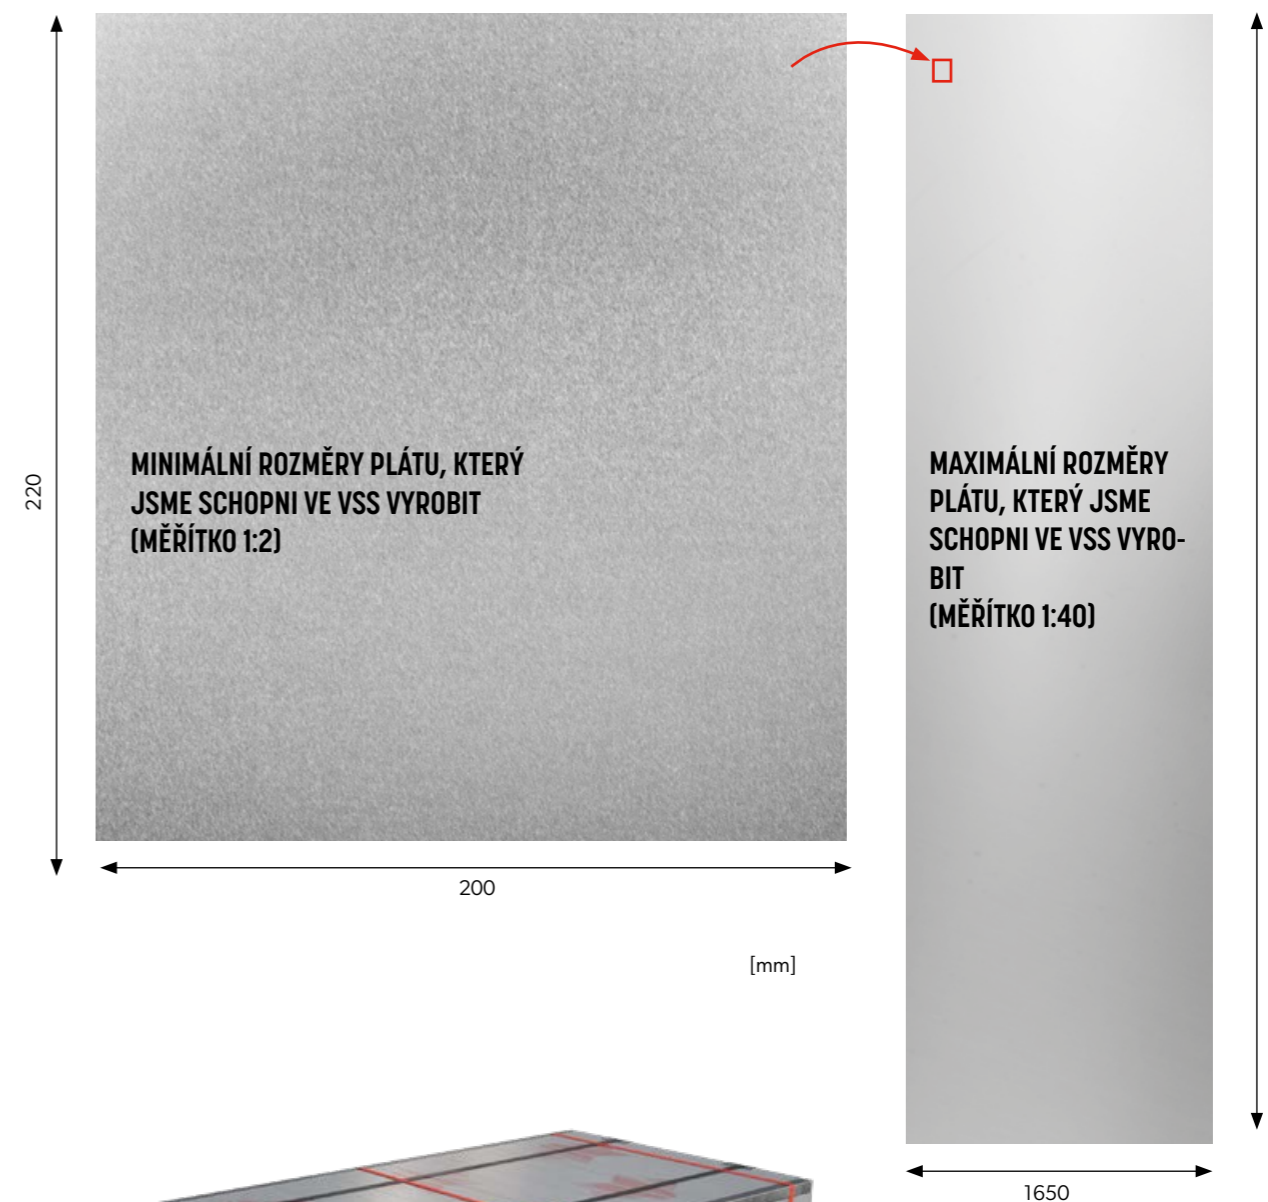 220
MINIMÁLNÍ ROZMĚRY PLÁTU, KTERÝ
JSME SCHOPNI VE VSS VYROBIT
(MĚŘÍTKO 1:2)
200
[mm]
MAXIMÁLNÍ ROZMĚRY
PLÁTU, KTERÝ JSME
SCHOPNI VE VSS VYRO-
BIT
(MĚŘÍTKO 1:40)
1650